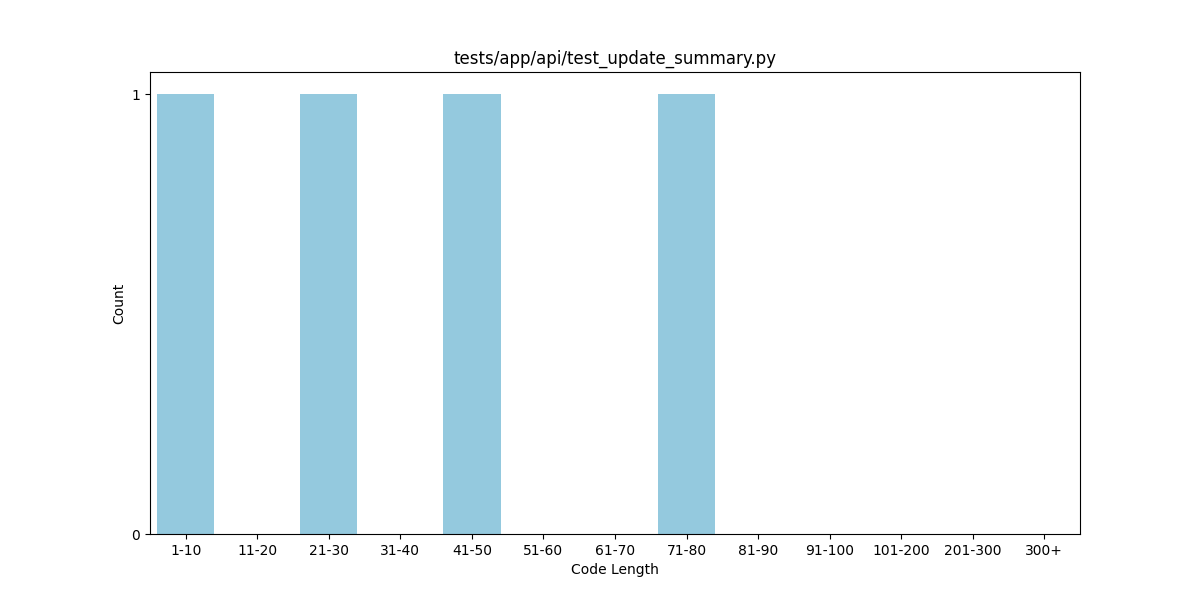 tests/app/api/test_update_summary.py
1
Count
0
1-10 11-20 21-30 31-40 41-50 51-60 61-70 71-80 81-90 91-100 101-200 201-300 300+
Code Length